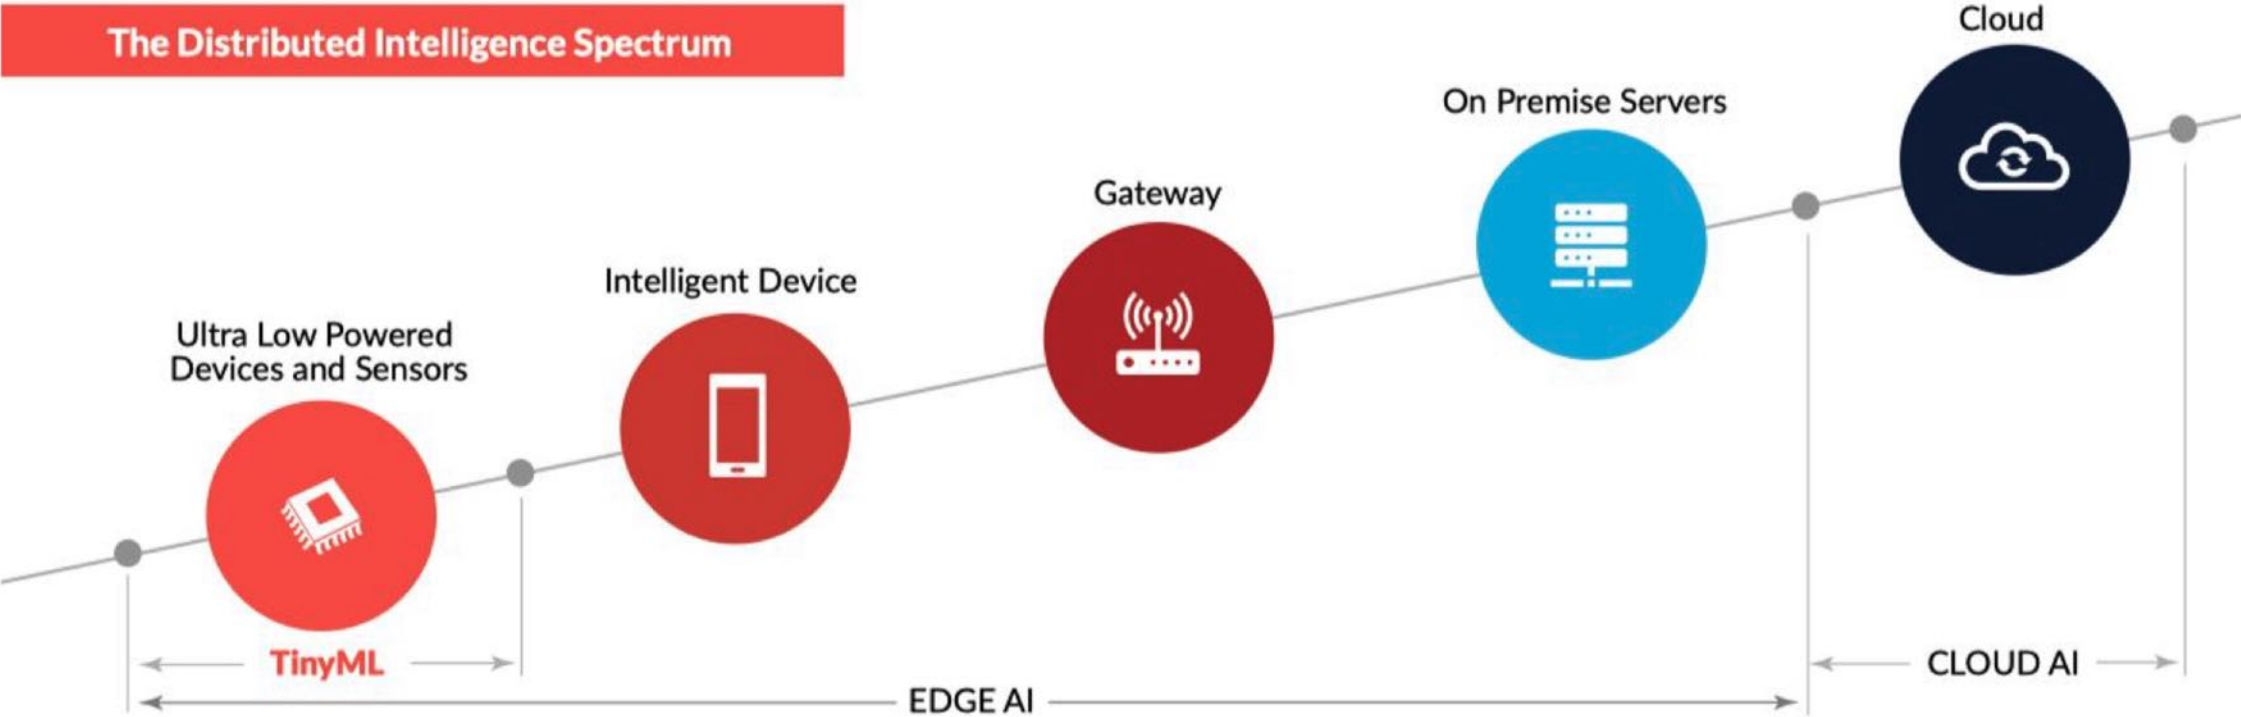 The Distributed Intelligence Spectrum
Cloud
On Premise Servers
Gateway
Intelligent Device
Ultra Low Powered
Devices and Sensors
TinyML
CLOUD AI
EDGE AI